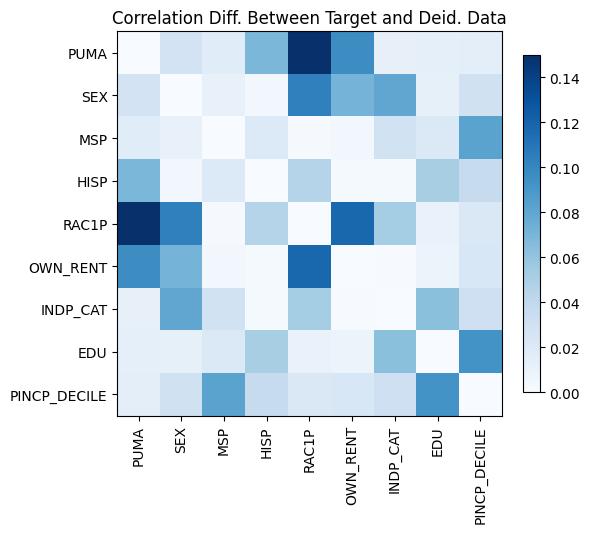 Correlation Diff. Between Target and Deid. Data
PUMA
SEX
MSP
HISP
RAC1P
OWN_RENT
INDP_CAT
EDU
PINCP_DECILE
PUMA
SEX
MSP
HISP
RAC1P
OWN_RENT
INDP_CAT
EDU
PINCP_DECILE
0.14
0.12
0.10
0.08
0.06
0.04
0.02
0.00